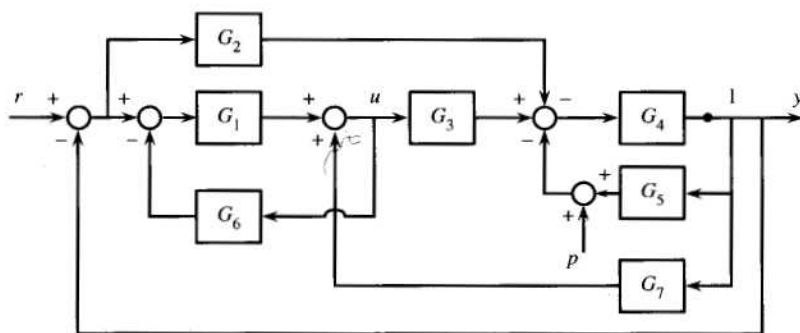 G2
r + + + u + − 1 y
G1 G3 G4
− − + −
+ G5
G6 +
p G7
−